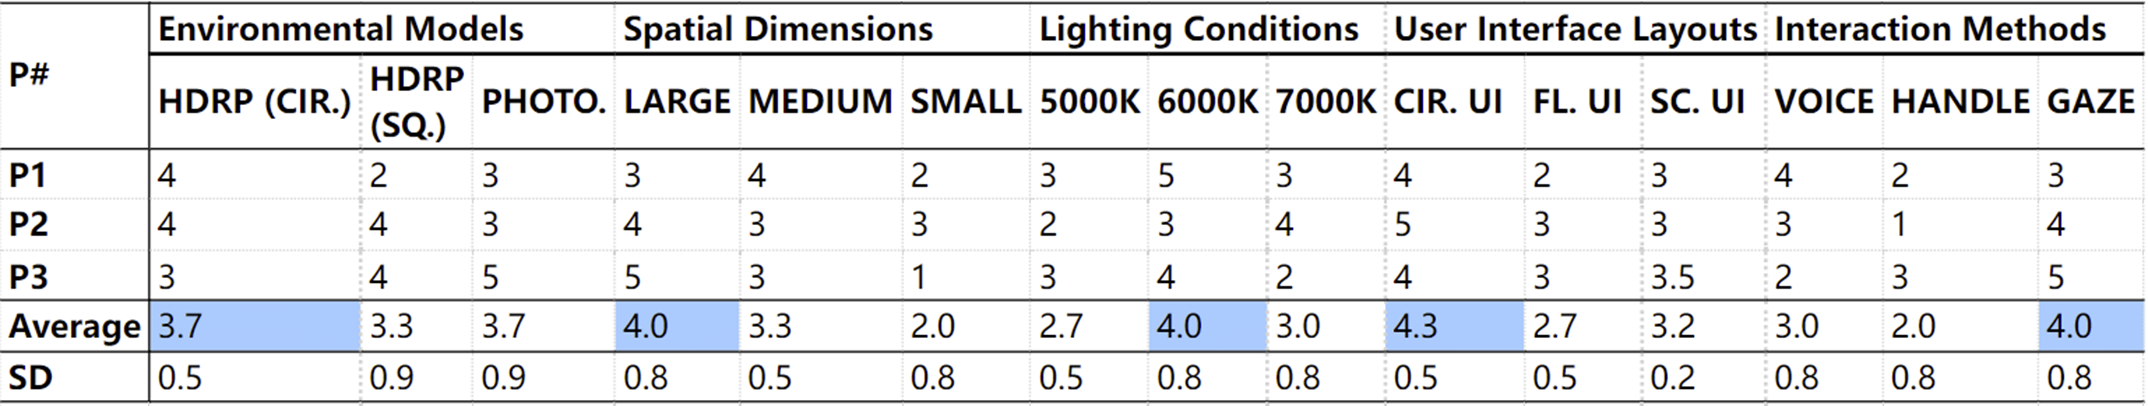 P# Environmental Models Spatial Dimensions Lighting Conditions User Interface Layouts Interaction Methods
HDRP (CIR.) HDRP (SQ.) PHOTO. LARGE MEDIUM SMALL 5000K 6000K 7000K CIR. UI FL. UI SC. UI VOICE HANDLE GAZE
P1 4 2 3 3 4 2 3 5 3 4 2 3 4 2 3
P2 4 4 3 4 3 3 2 3 4 5 3 3 3 1 4
P3 3 4 5 5 3 1 3 4 2 4 3 3.5 2 3 5
Average 3.7 3.3 3.7 4.0 3.3 2.0 2.7 4.0 3.0 4.3 2.7 3.2 3.0 2.0 4.0
SD 0.5 0.9 0.9 0.8 0.5 0.8 0.5 0.8 0.8 0.5 0.5 0.2 0.8 0.8 0.8